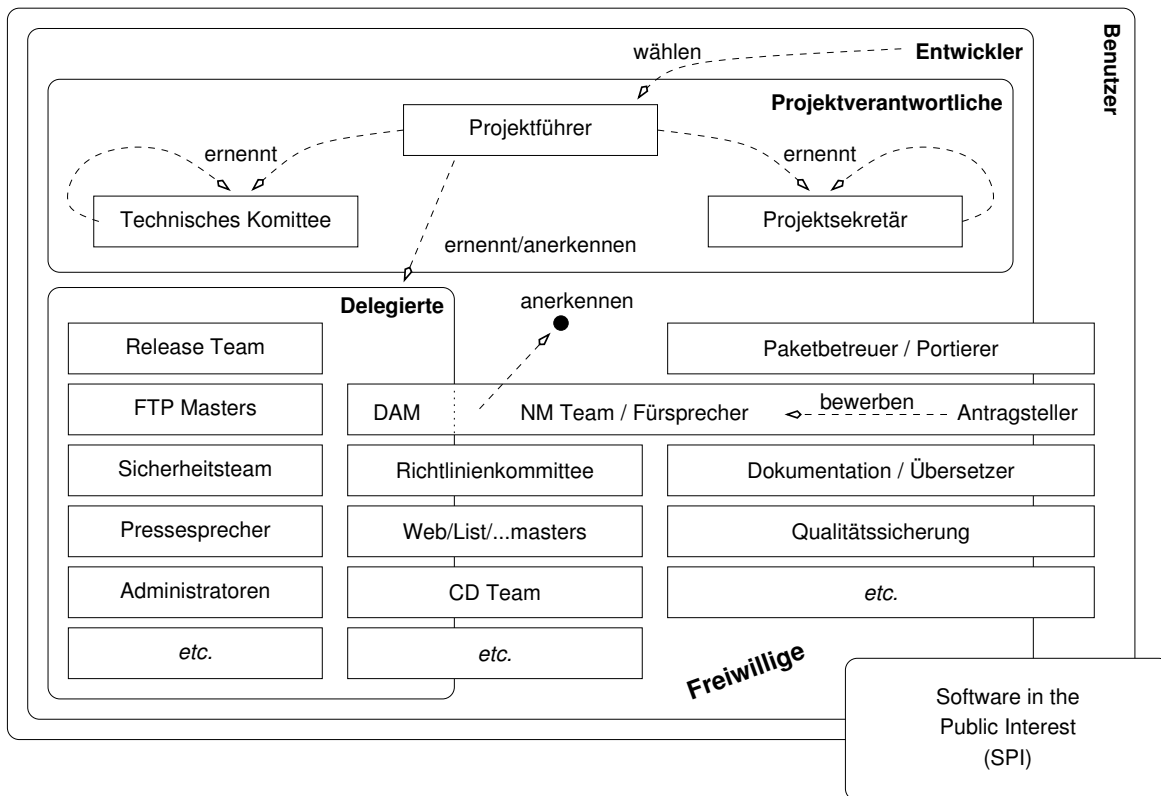 Benutzer
wählen
Entwickler
Projektverantwortliche
Projektführer
ernennt
ernennt
Technisches Komittee
Projektsekretär
ernennt/anerkennen
Delegierte
anerkennen
Release Team
Paketbetreuer / Portierer
FTP Masters
DAM
NM Team / Fürsprecher
bewerben
Antragsteller
Sicherheitsteam
Richtlinienkommittee
Dokumentation / Übersetzer
Pressesprecher
Web/List/...masters
Qualitätssicherung
Administratoren
CD Team
etc.
etc.
etc.
Freiwillige
Software in the
Public Interest
(SPI)